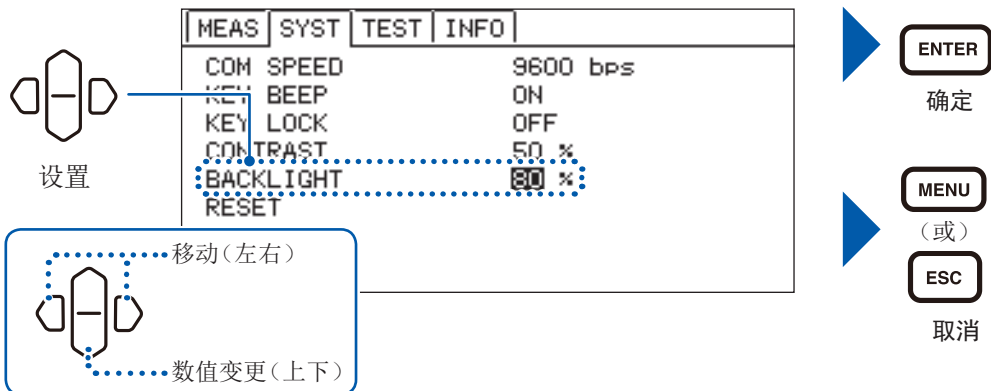 MEAS SYST TEST INFO
COM SPEED 9600 bps
KEY BEEP ON
KEY LOCK OFF
CONTRAST 50 %
BACKLIGHT 80 %
RESET
设置
移动（左右）
数值变更（上下）
ENTER
确定
MENU
（或）
ESC
取消